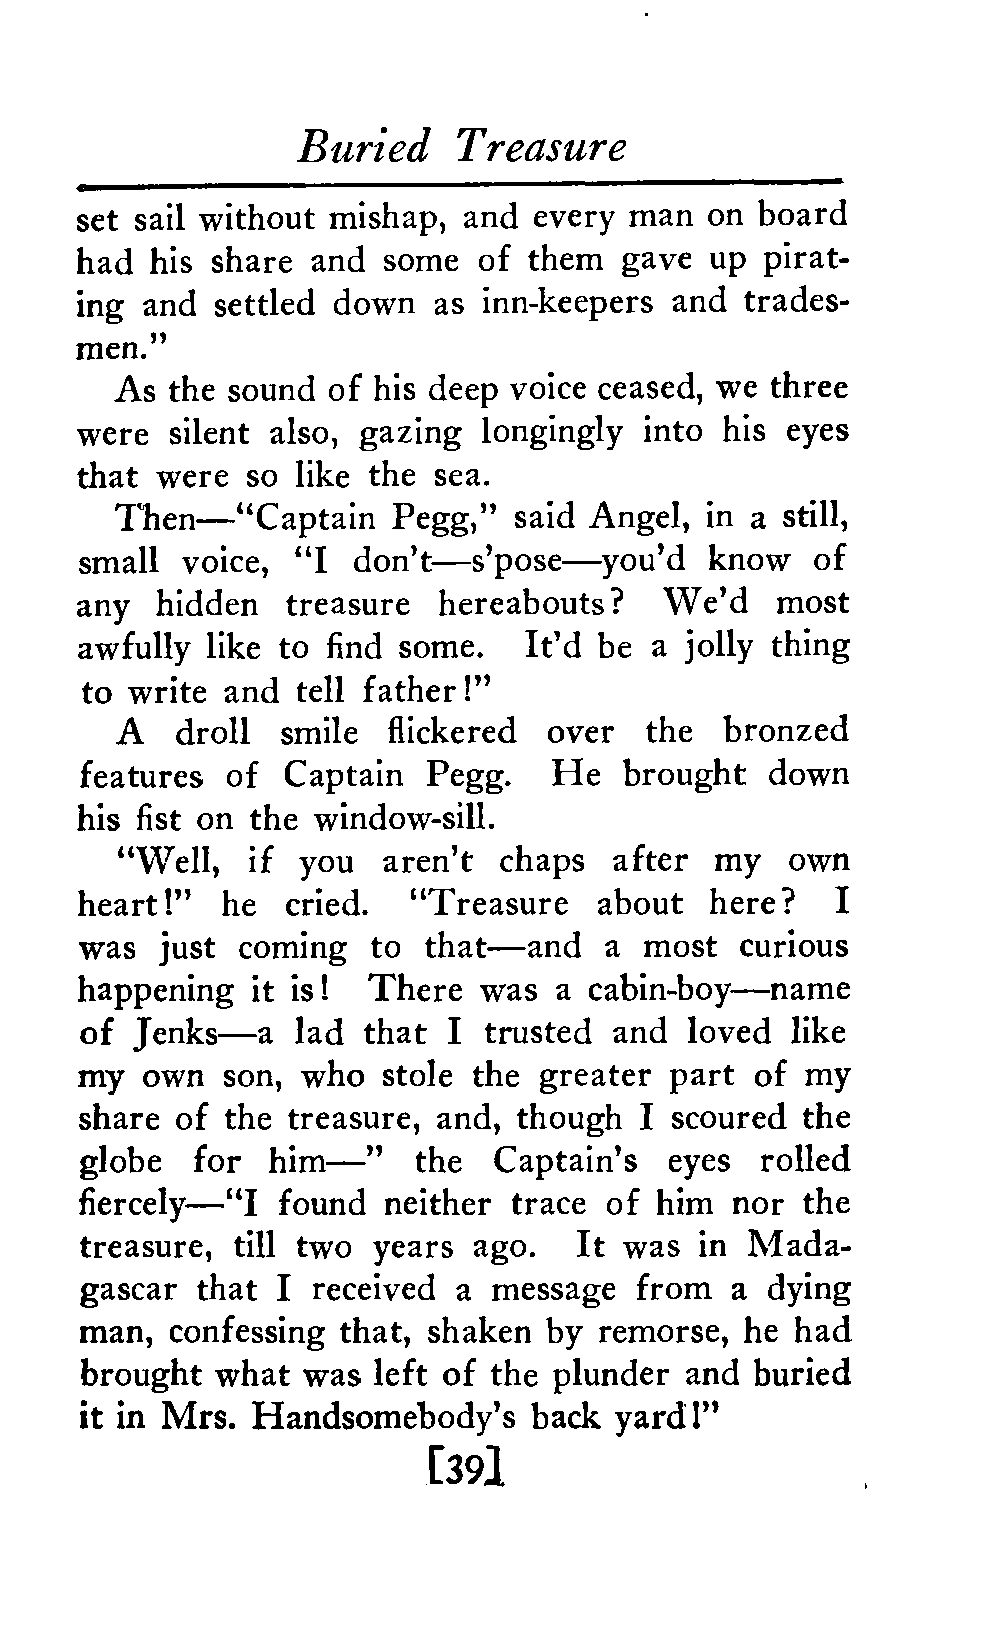 Buried Treasure
set sail without mishap, and every man on board
had his share and some of them gave up pirat-
ing and settled down as inn-keepers and trades-
men."
As the sound of his deep voice ceased, we three
were silent also, gazing longingly into his eyes
that were so like the sea.
Then—"Captain Pegg," said Angel, in a still,
small voice, "I don't—s'pose—you'd know of
any hidden treasure hereabouts? We'd most
awfully like to find some. It'd be a jolly thing
to write and tell father!"
A droll smile flickered over the bronzed
features of Captain Pegg. He brought down
his fist on the window-sill.
"Well, if you aren't chaps after my own
heart!" he cried. "Treasure about here? I
was just coming to that—and a most curious
happening it is! There was a cabin-boy—name
of Jenks—a lad that I trusted and loved like
my own son, who stole the greater part of my
share of the treasure, and, though I scoured the
globe for him—" the Captain's eyes rolled
fiercely—"I found neither trace of him nor the
treasure, till two years ago. It was in Mada-
gascar that I received a message from a dying
man, confessing that, shaken by remorse, he had
brought what was left of the plunder and buried
it in Mrs. Handsomebody's back yard!"
[39]